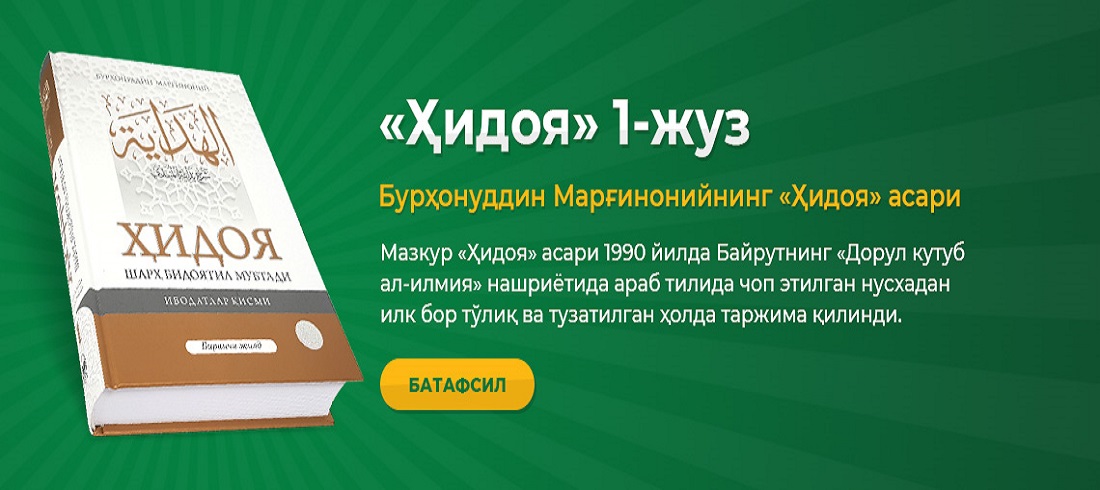 БУРҲОНУДДИН МАРҒИНОНИЙ
الهداية
ҲИДОЯ
ШАРҲ БИДОЯТИЛ МУБТАДИ
ИБОДАТЛАР ҚИСМИ
Биринчи жилд
«Ҳидоя» 1-жуз
Бурҳонуддин Марғинонийнинг «Ҳидоя» асари
Мазкур «Ҳидоя» асари 1990 йилда Байрутнинг «Дорул кутуб
ал-илмия» нашриётида араб тилида чоп этилган нусхадан
илк бор тўлиқ ва тузатилган ҳолда таржима қилинди.
БАТАФСИЛ